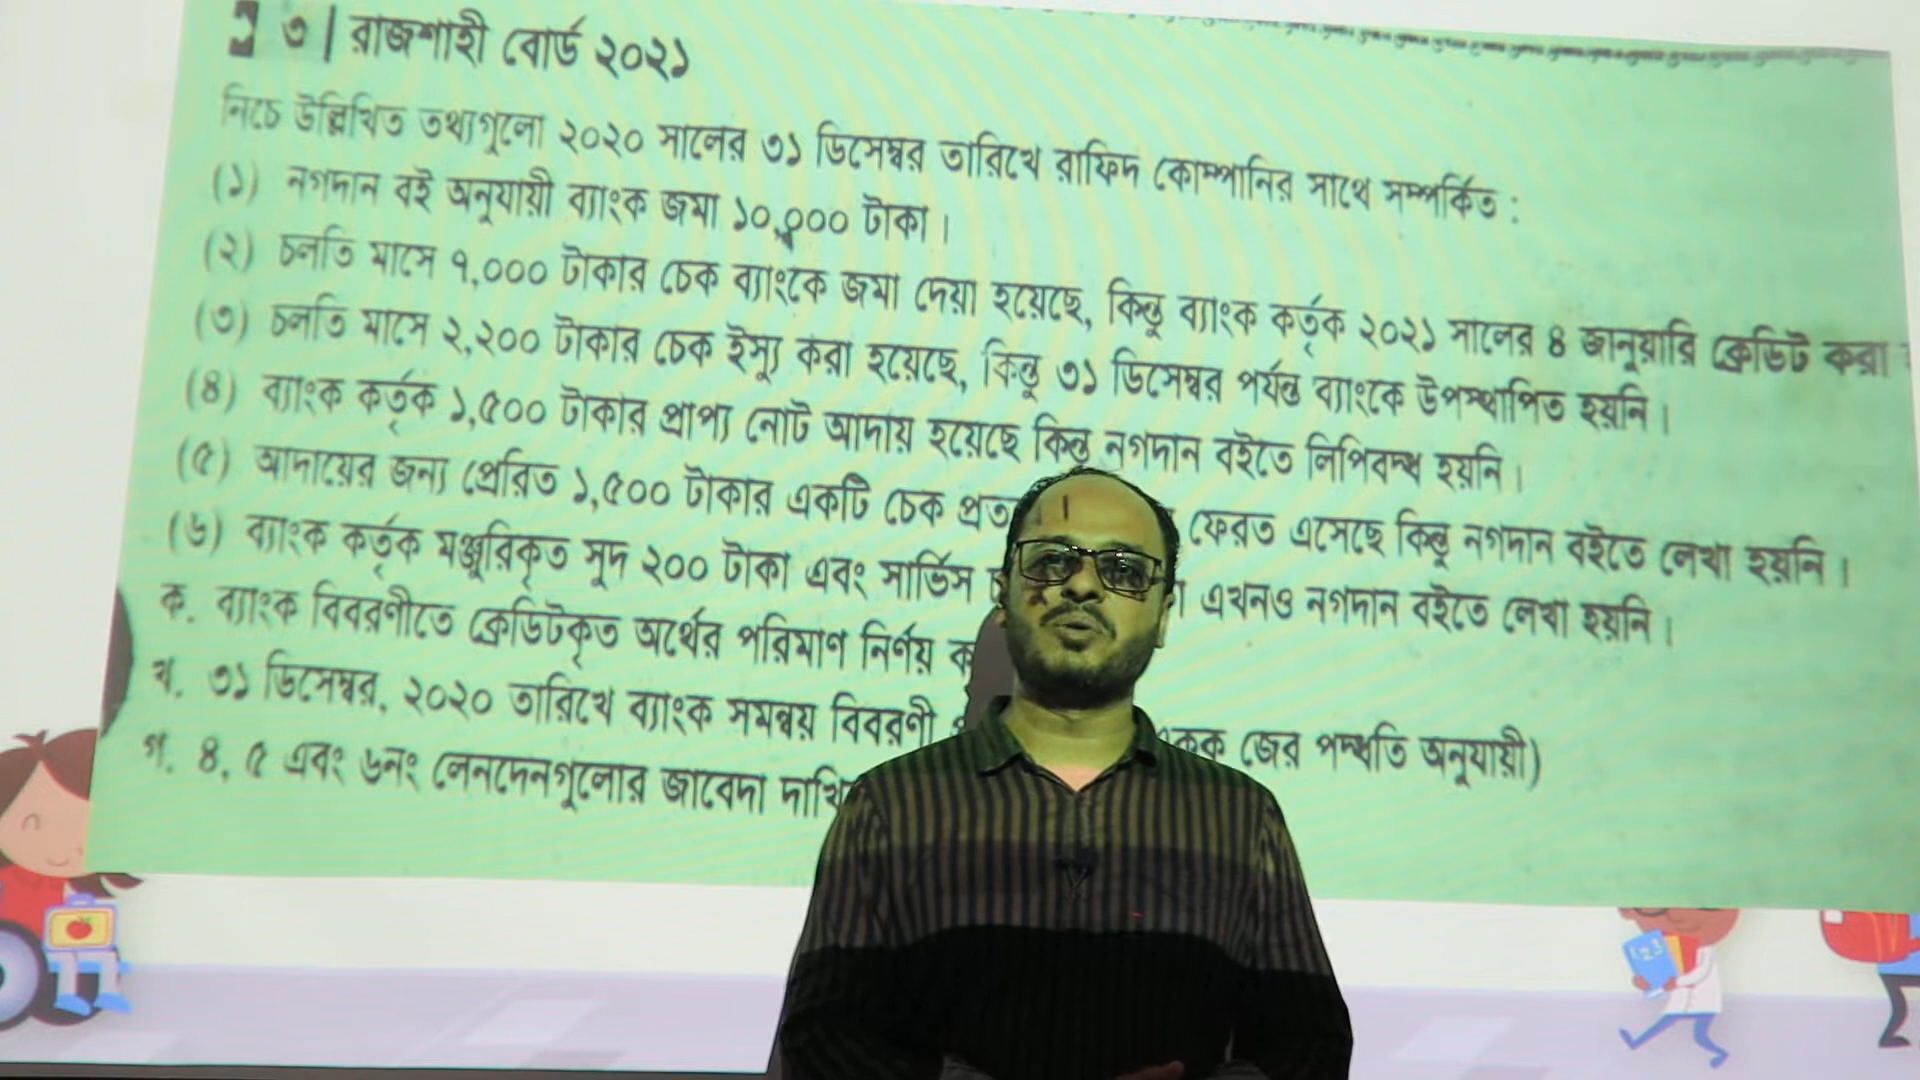 ৩ | রাজশাহী বোর্ড ২০২১
নিচে উল্লিখিত তথ্যগুলো ২০২০ সালের ৩১ ডিসেম্বর তারিখে রাফিদ কোম্পানির সাথে সম্পর্কিত :
(১) নগদান বই অনুযায়ী ব্যাংক জমা ১০,০০০ টাকা।
(২) চলতি মাসে ৭,০০০ টাকার চেক ব্যাংকে জমা দেয়া হয়েছে, কিন্তু ব্যাংক কর্তৃক ২০২১ সালের ৪ জানুয়ারি ক্রেডিট করা
(৩) চলতি মাসে ২,২০০ টাকার চেক ইস্যু করা হয়েছে, কিন্তু ৩১ ডিসেম্বর পর্যন্ত ব্যাংকে উপস্থাপিত হয়নি।
(৪) ব্যাংক কর্তৃক ১,৫০০ টাকার প্রাপ্য নোট আদায় হয়েছে কিন্তু নগদান বইতে লিপিবদ্ধ হয়নি।
(৫) আদায়ের জন্য প্রেরিত ১,৫০০ টাকার একটি চেক ফেরত এসেছে কিন্তু নগদান বইতে লেখা হয়নি।
(৬) ব্যাংক কর্তৃক মঞ্জুরিকৃত সুদ ২০০ টাকা এবং সার্ভিস এখনও নগদান বইতে লেখা হয়নি।
ক. ব্যাংক বিবরণীতে ক্রেডিটকৃত অর্থের পরিমাণ নির্ণয়
খ. ৩১ ডিসেম্বর, ২০২০ তারিখে ব্যাংক সমন্বয় বিবরণী জের পদ্ধতি অনুযায়ী)
গ. ৪, ৫ এবং ৬নং লেনদেনগুলোর জাবেদা